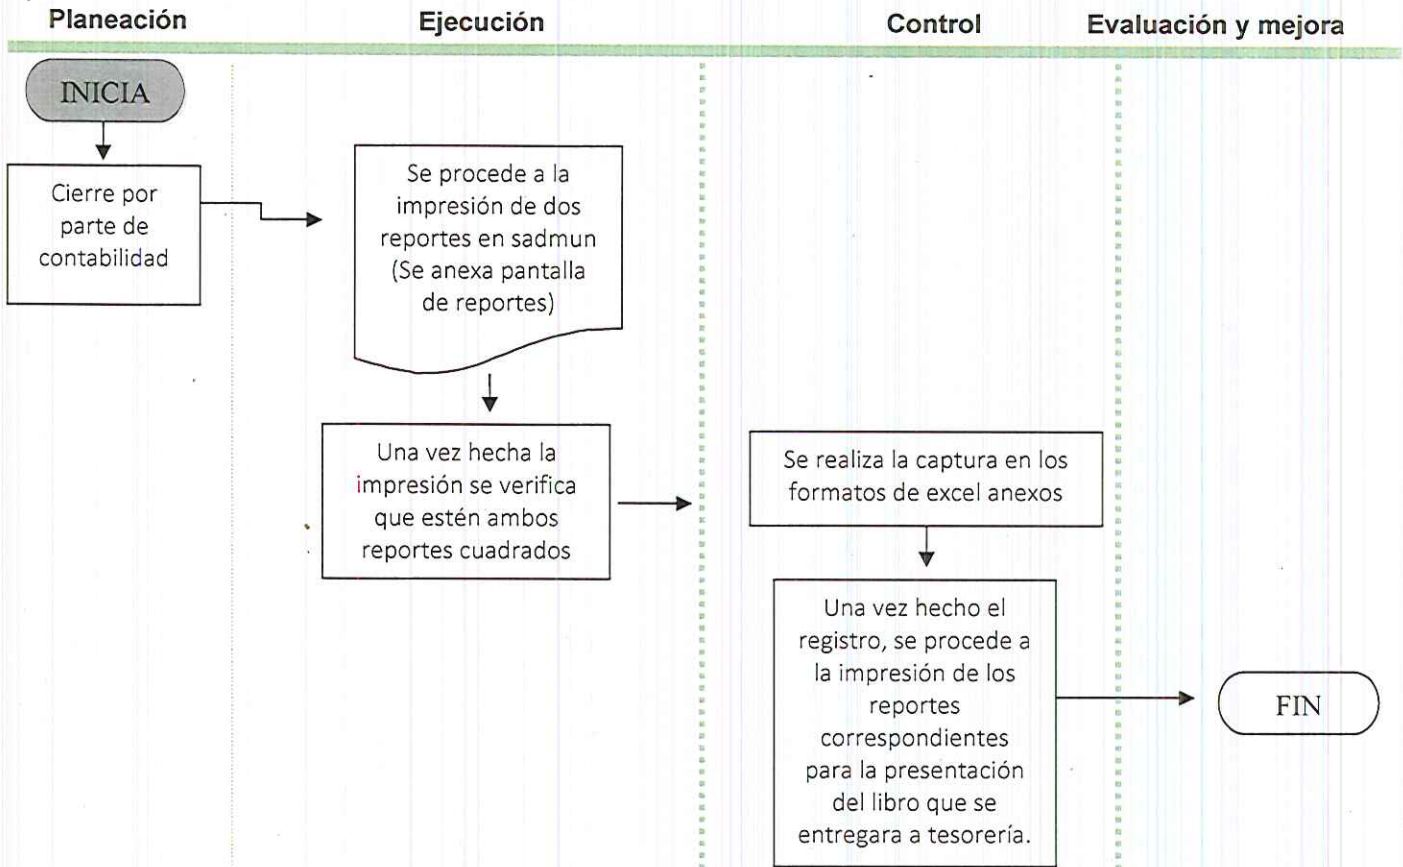 Planeación
Ejecución
Control
Evaluación y mejora
INICIA
Cierre por
parte de
contabilidad
Se procede a la
impresión de dos
reportes en sadmun
(Se anexa pantalla
de reportes)
Una vez hecha la
impresión se verifica
que estén ambos
reportes cuadrados
Se realiza la captura en los
formatos de excel anexos
Una vez hecho el
registro, se procede a
la impresión de los
reportes
correspondientes
para la presentación
del libro que se
entregara a tesorería.
FIN